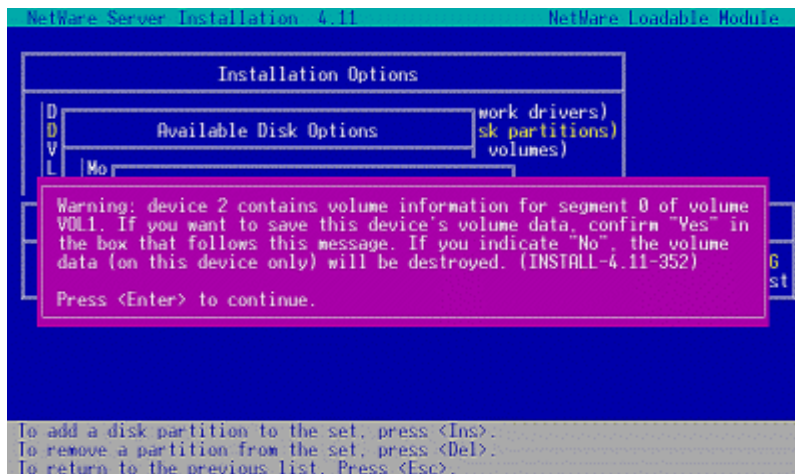 NetWare Server Installation 4.11 NetWare Loadable Module
Installation Options
D work drivers)
D Available Disk Options sk partitions)
V volumes)
L Mo
Warning: device 2 contains volume information for segment 0 of volume
VOL1. If you want to save this device's volume data, confirm "Yes" in
the box that follows this message. If you indicate "No", the volume
data (on this device only) will be destroyed. (INSTALL-4.11-352)
G
st
Press <Enter> to continue.
To add a disk partition to the set, press <Ins>.
To remove a partition from the set, press <Del>.
To return to the previous list, Press <Esc>.